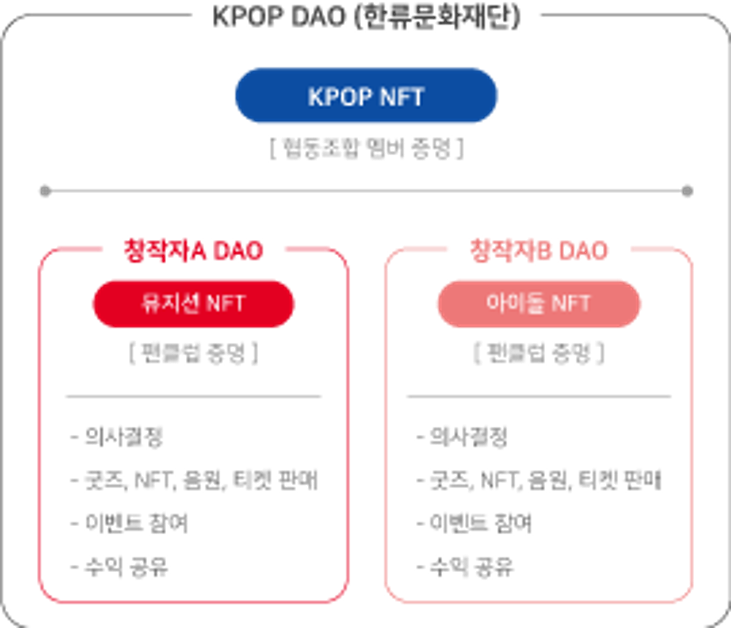 KPOP DAO (한류문화재단)
KPOP NFT
[ 협동조합 멤버 증명 ]
창작자A DAO
뮤지션 NFT
[ 팬클럽 증명 ]
- 의사결정
- 굿즈, NFT, 음원, 티켓 판매
- 이벤트 참여
- 수익 공유
창작자B DAO
아이돌 NFT
[ 팬클럽 증명 ]
- 의사결정
- 굿즈, NFT, 음원, 티켓 판매
- 이벤트 참여
- 수익 공유